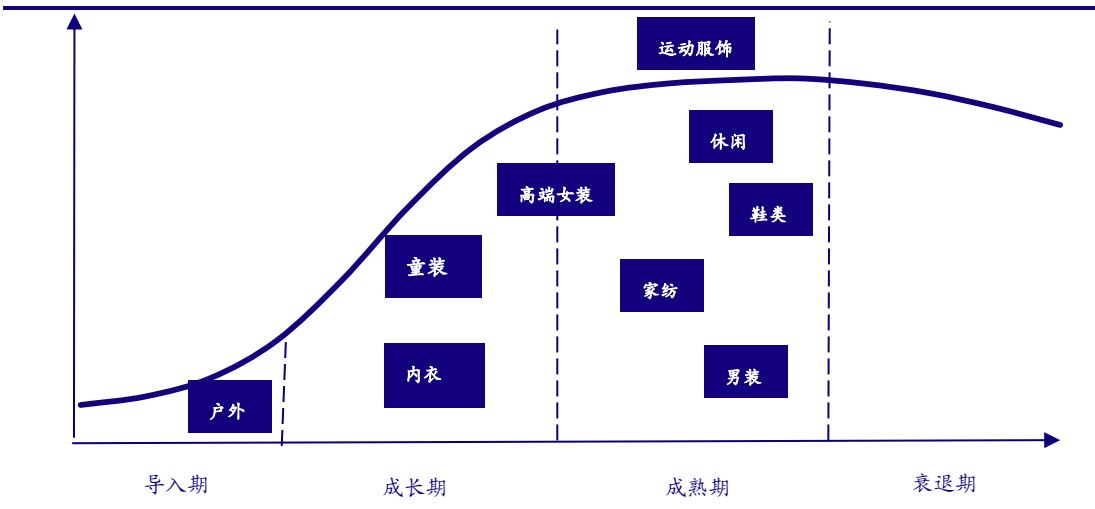 运动服饰
休闲
高端女装
鞋类
童装
家纺
内衣
男装
户外
导入期
成长期
成熟期
衰退期